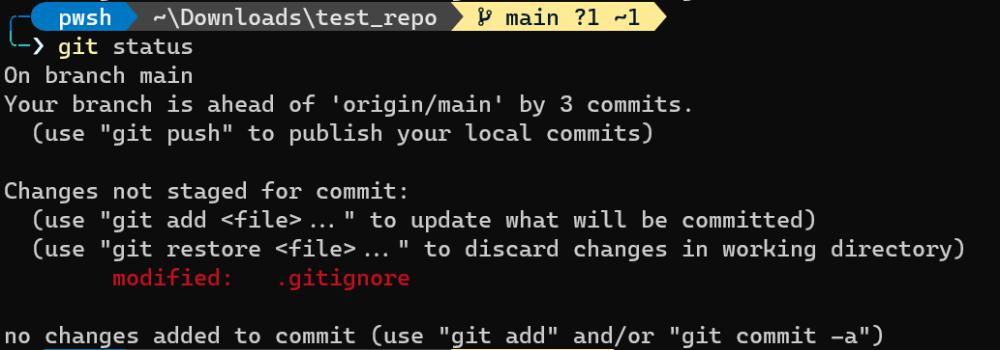 pwsh ~\Downloads\test_repo main ?1 ~1
❯ git status
On branch main
Your branch is ahead of 'origin/main' by 3 commits.
  (use "git push" to publish your local commits)

Changes not staged for commit:
  (use "git add <file>..." to update what will be committed)
  (use "git restore <file>..." to discard changes in working directory)
        modified:   .gitignore

no changes added to commit (use "git add" and/or "git commit -a")